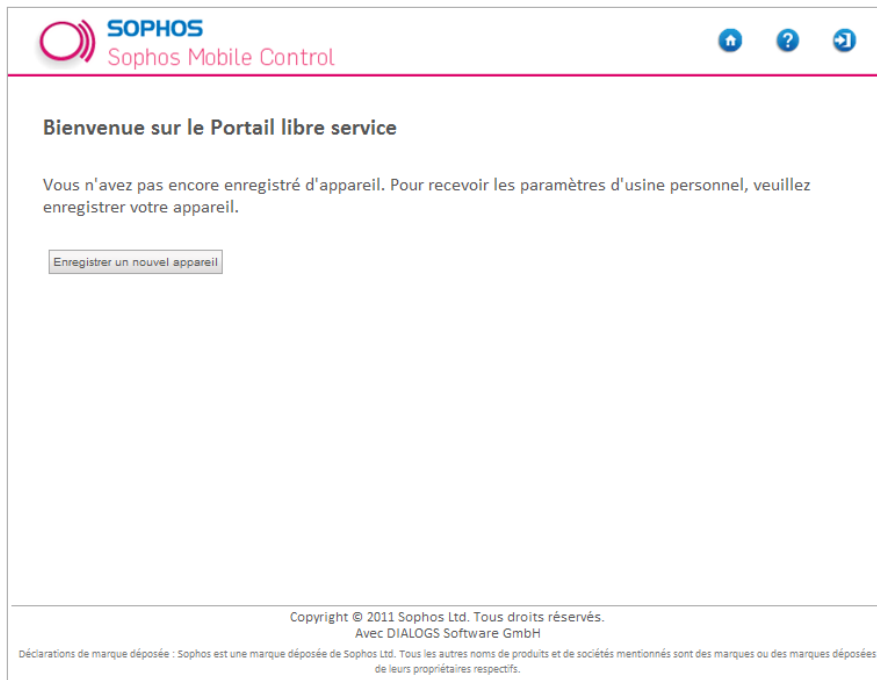 SOPHOS
Sophos Mobile Control
Bienvenue sur le Portail libre service
Vous n'avez pas encore enregistré d'appareil. Pour recevoir les paramètres d'usine personnel, veuillez
enregistrer votre appareil.
Enregistrer un nouvel appareil
Copyright © 2011 Sophos Ltd. Tous droits réservés.
Avec DIALOGS Software GmbH
Déclarations de marque déposée : Sophos est une marque déposée de Sophos Ltd. Tous les autres noms de produits et de sociétés mentionnés sont des marques ou des marques déposées
de leurs propriétaires respectifs.